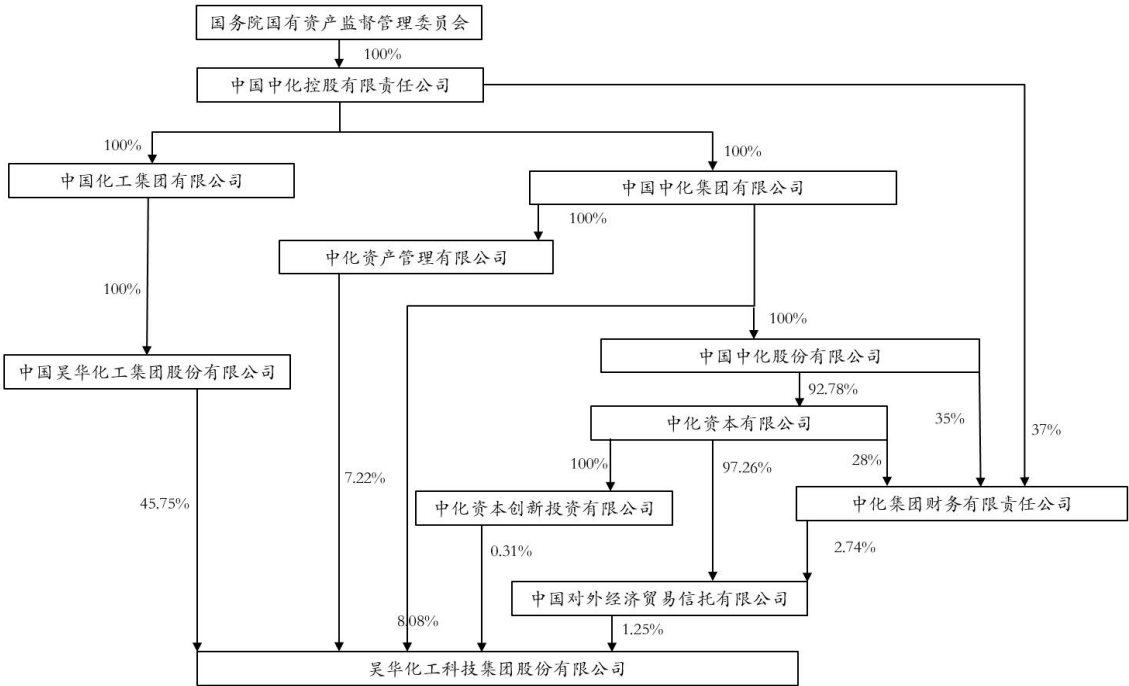 国务院国有资产监督管理委员会
100%
中国中化控股有限责任公司
100%
100%
中国化工集团有限公司
中国中化集团有限公司
100%
中化资产管理有限公司
100%
100%
中国昊华化工集团股份有限公司
中国中化股份有限公司
92.78%
中化资本有限公司
35%
37%
100%
97.26%
28%
7.22%
45.75%
中化资本创新投资有限公司
中化集团财务有限责任公司
0.31%
2.74%
中国对外经济贸易信托有限公司
8.08%
1.25%
昊华化工科技集团股份有限公司